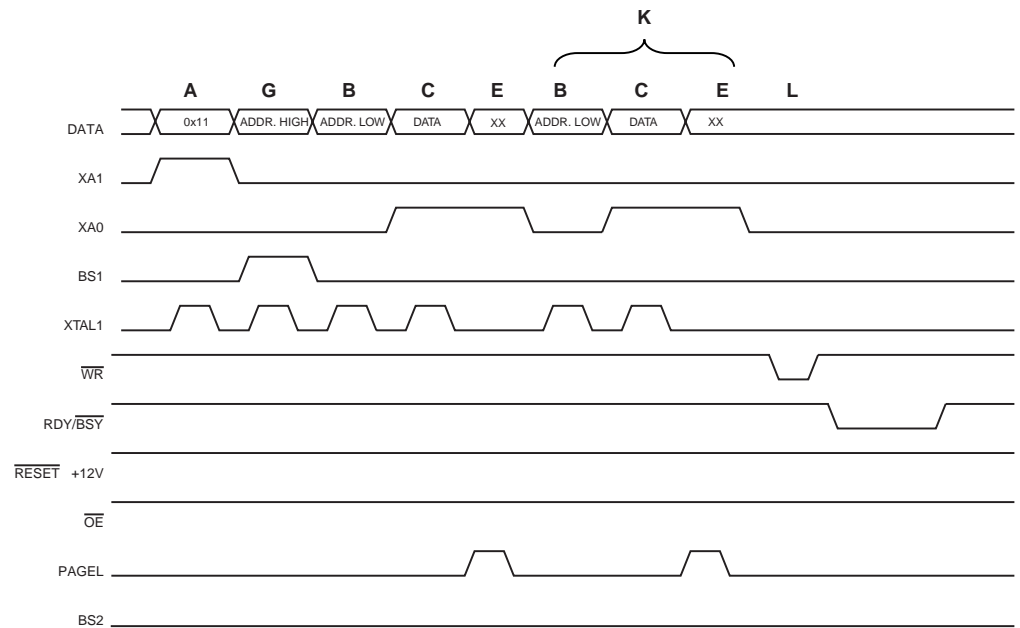 K
A G B C E B C E L
DATA 0x11 ADDR. HIGH ADDR. LOW DATA XX ADDR. LOW DATA XX
XA1
XA0
BS1
XTAL1
WR
RDY/BSY
RESET +12V
OE
PAGEL
BS2